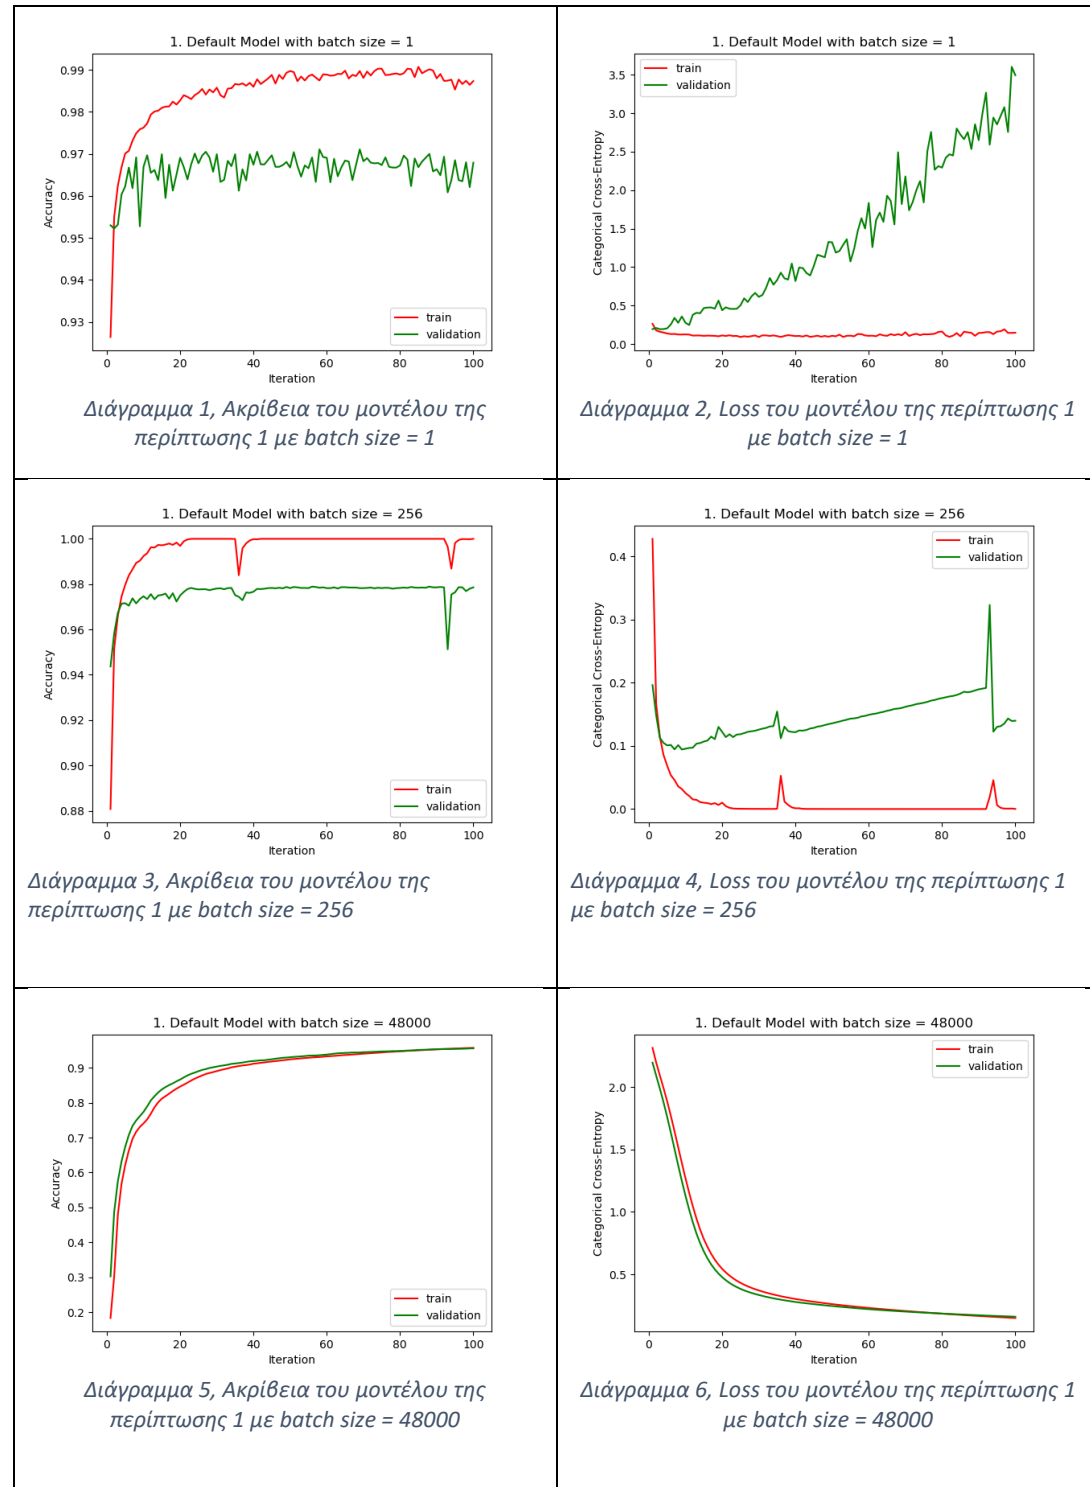 1. Default Model with batch size = 1
0.99
0.98
0.97
0.96
0.95
0.94
0.93
Accuracy
train
validation
0 20 40 60 80 100
Iteration
Διάγραμμα 1, Ακρίβεια του μοντέλου της
περίπτωσης 1 με batch size = 1
1. Default Model with batch size = 1
train
validation
3.5
3.0
2.5
2.0
1.5
1.0
0.5
0.0
Categorical Cross-Entropy
0 20 40 60 80 100
Iteration
Διάγραμμα 2, Loss του μοντέλου της περίπτωσης 1
με batch size = 1
1. Default Model with batch size = 256
1.00
0.98
0.96
0.94
0.92
0.90
0.88
Accuracy
train
validation
0 20 40 60 80 100
Iteration
Διάγραμμα 3, Ακρίβεια του μοντέλου της
περίπτωσης 1 με batch size = 256
1. Default Model with batch size = 256
train
validation
0.4
0.3
0.2
0.1
0.0
Categorical Cross-Entropy
0 20 40 60 80 100
Iteration
Διάγραμμα 4, Loss του μοντέλου της περίπτωσης 1
με batch size = 256
1. Default Model with batch size = 48000
0.9
0.8
0.7
0.6
0.5
0.4
0.3
0.2
Accuracy
train
validation
0 20 40 60 80 100
Iteration
Διάγραμμα 5, Ακρίβεια του μοντέλου της
περίπτωσης 1 με batch size = 48000
1. Default Model with batch size = 48000
train
validation
2.0
1.5
1.0
0.5
Categorical Cross-Entropy
0 20 40 60 80 100
Iteration
Διάγραμμα 6, Loss του μοντέλου της περίπτωσης 1
με batch size = 48000